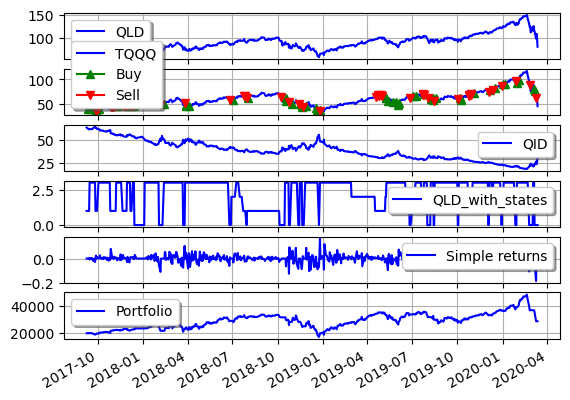 150
100
QLD
TQQQ
Buy
Sell
100
50
50
25
QID
2.5
0.0
QLD_with_states
0.0
−0.2
Simple returns
40000
20000
Portfolio
2017-10
2018-01
2018-04
2018-07
2018-10
2019-01
2019-04
2019-07
2019-10
2020-01
2020-04